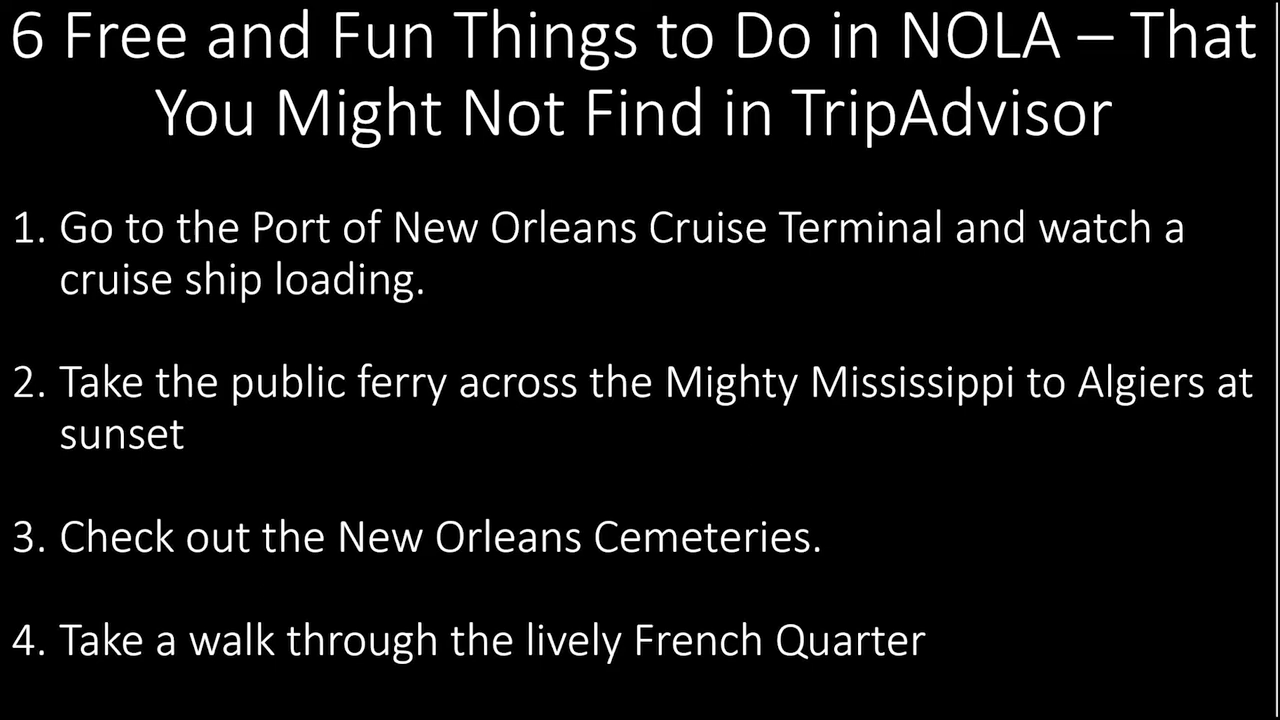 6 Free and Fun Things to Do in NOLA – That
You Might Not Find in TripAdvisor
1. Go to the Port of New Orleans Cruise Terminal and watch a
cruise ship loading.
2. Take the public ferry across the Mighty Mississippi to Algiers at
sunset
3. Check out the New Orleans Cemeteries.
4. Take a walk through the lively French Quarter